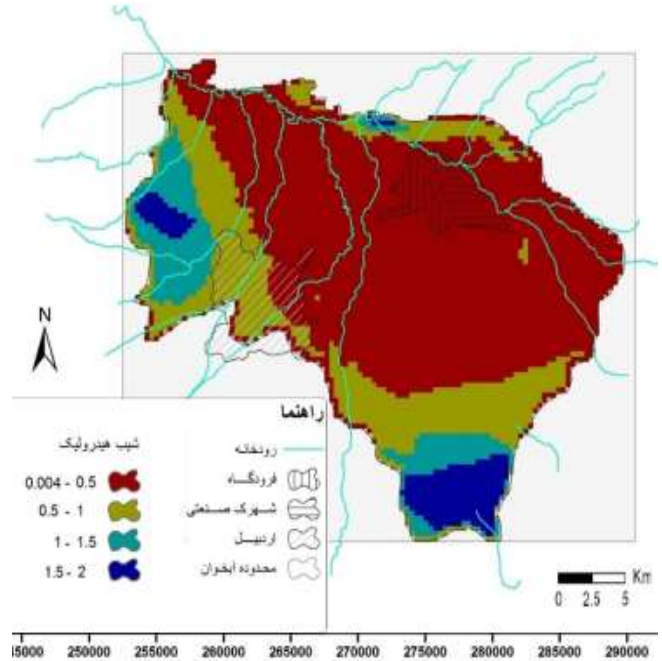 N
راهنما
شیب هیدرولیک
0.004 - 0.5
0.5 - 1
1 - 1.5
1.5 - 2
رودخانه
فرودگاه
شهرک صنعتی
اردبیل
محدوده آبخوان
Km
0 2.5 5
45000 250000 255000 260000 265000 270000 275000 280000 285000 290000